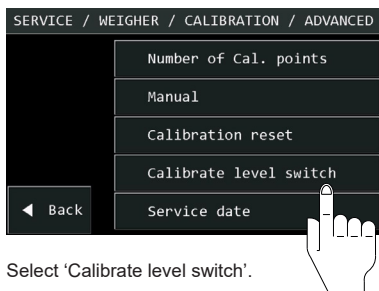 SERVICE / WEIGHER / CALIBRATION / ADVANCED
Number of Cal. points
Manual
Calibration reset
Calibrate level switch
◀ Back
Service date
Select 'Calibrate level switch'.